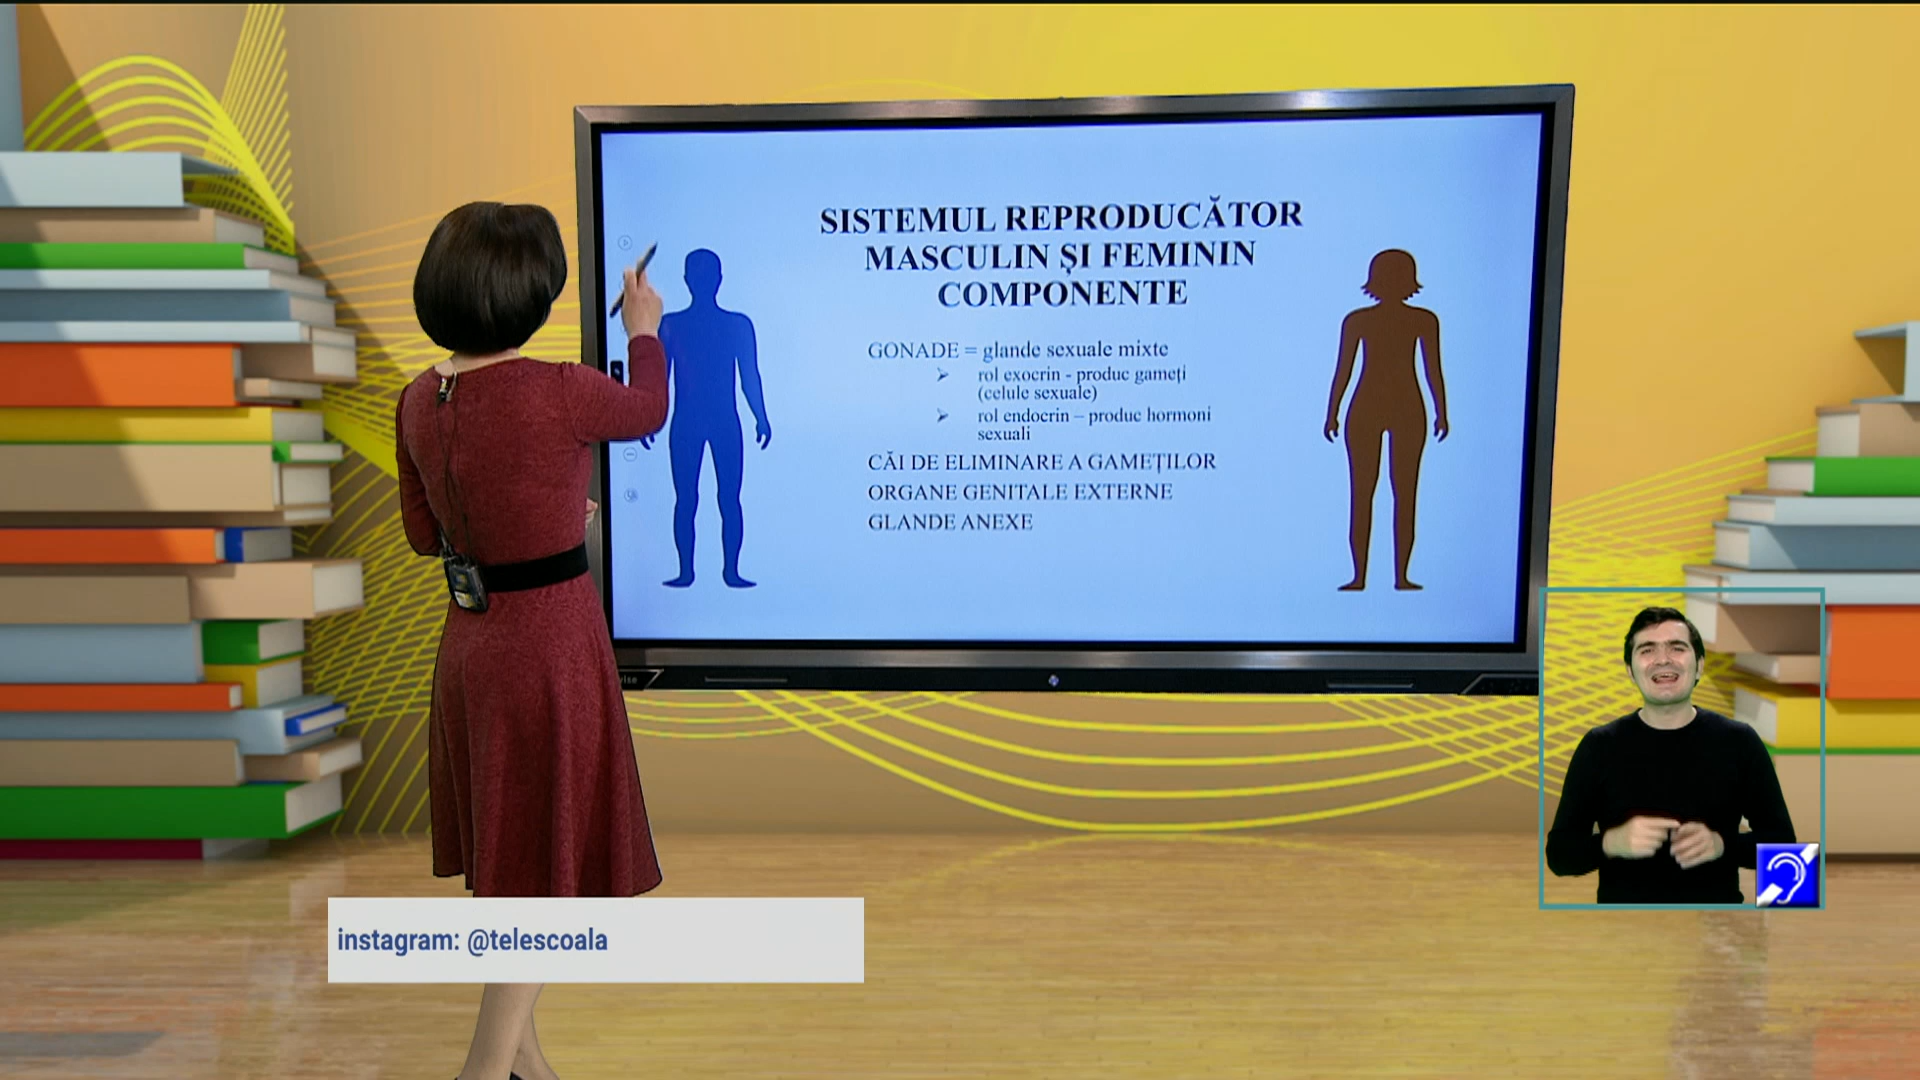 SISTEMUL REPRODUCĂTOR
MASCULIN ȘI FEMININ
COMPONENTE
GONADE = glande sexuale mixte
➢ rol exocrin - produc gameți
(celule sexuale)
➢ rol endocrin – produc hormoni
sexuali
CĂI DE ELIMINARE A GAMEȚILOR
ORGANE GENITALE EXTERNE
GLANDE ANEXE
instagram: @telescoala